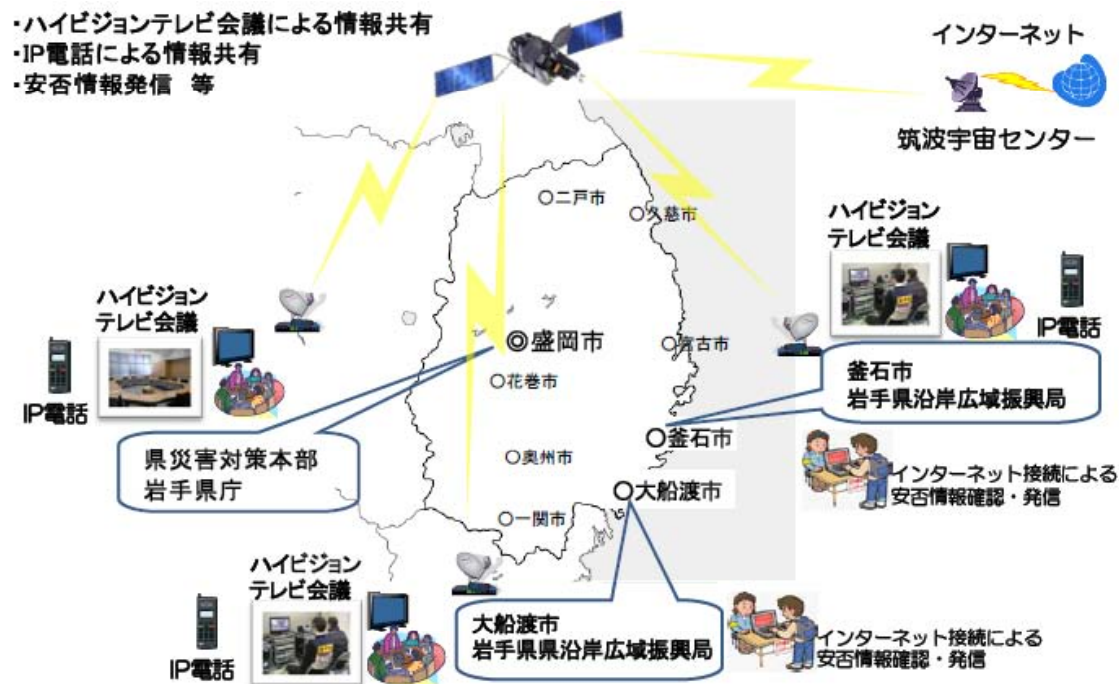 ・ハイビジョンテレビ会議による情報共有
・IP電話による情報共有
・安否情報発信 等
インターネット
筑波宇宙センター
○二戸市
○久慈市
ハイビジョン
テレビ会議
IP電話
ハイビジョン
テレビ会議
IP電話
◎盛岡市
○宮古市
○花巻市
釜石市
岩手県沿岸広域振興局
県災害対策本部
岩手県庁
○釜石市
○奥州市
インターネット接続による
安否情報確認・発信
○大船渡市
○一関市
ハイビジョン
テレビ会議
IP電話
大船渡市
岩手県県沿岸広域振興局
インターネット接続による
安否情報確認・発信